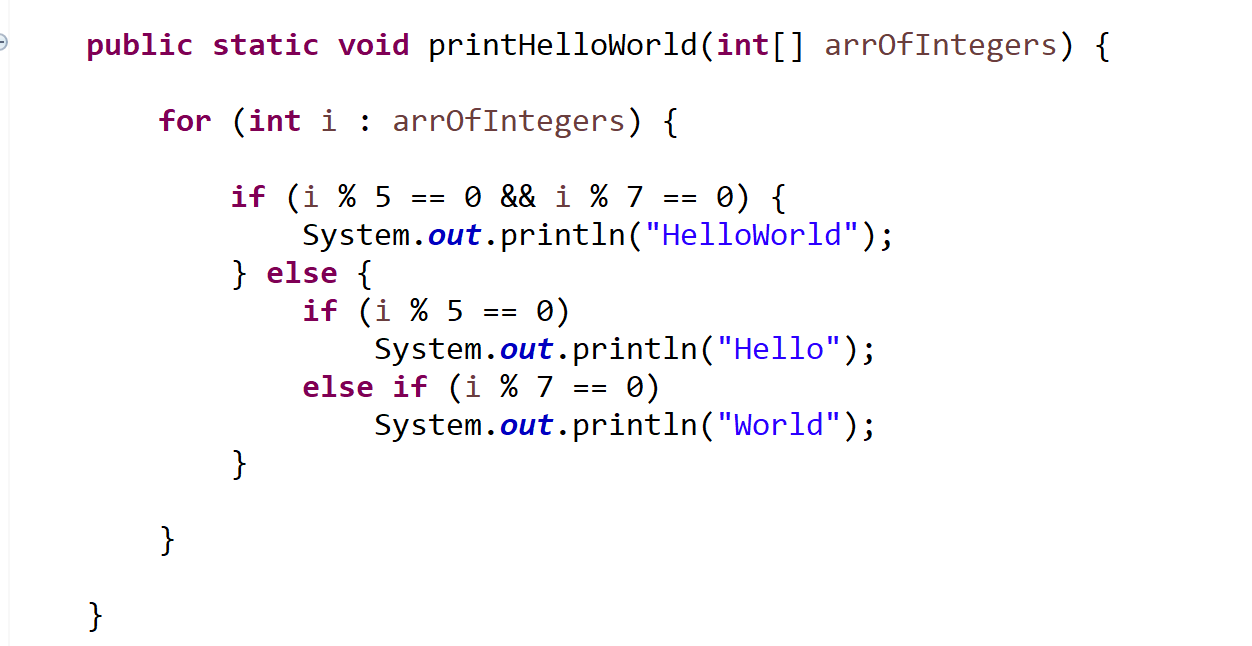 public static void printHelloWorld(int[] arrOfIntegers) {
for (int i : arrOfIntegers) {
if (i % 5 == 0 && i % 7 == 0) {
System.out.println("HelloWorld");
} else {
if (i % 5 == 0)
System.out.println("Hello");
else if (i % 7 == 0)
System.out.println("World");
}
}
}